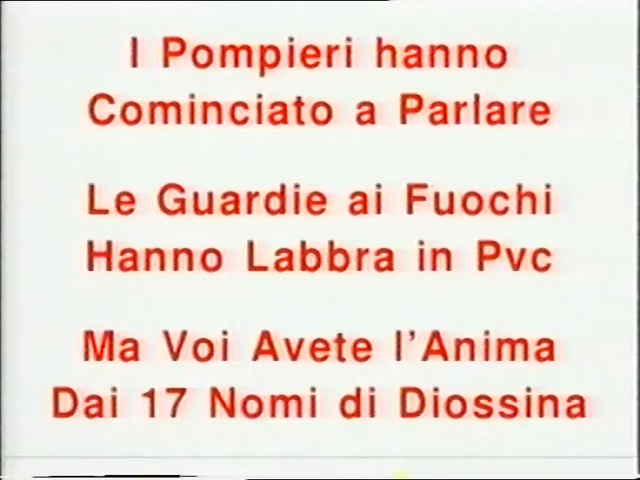 I Pompieri hanno
Cominciato a Parlare
Le Guardie ai Fuochi
Hanno Labbra in Pvc
Ma Voi Avete l'Anima
Dai 17 Nomi di Diossina